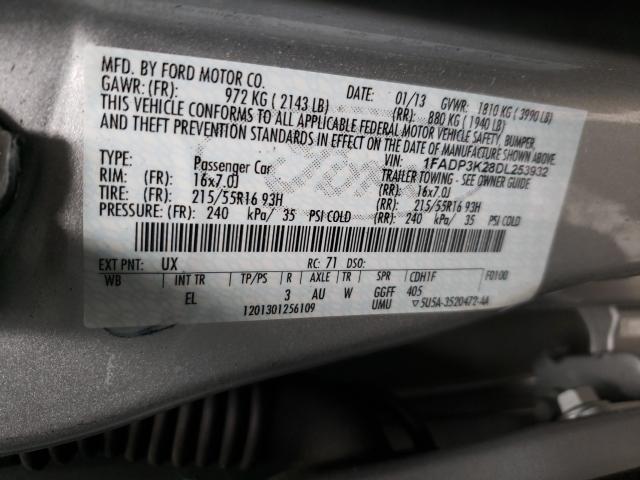 MFD. BY FORD MOTOR CO.
DATE: 01/13 GVWR: 1810 KG (3990 LB)
GAWR: (FR): 972 KG (2143 LB) (RR): 880 KG (1940 LB)
THIS VEHICLE CONFORMS TO ALL APPLICABLE FEDERAL MOTOR VEHICLE SAFETY, BUMPER,
AND THEFT PREVENTION STANDARDS IN EFFECT ON THE DATE OF MANUFACTURE SHOWN ABOVE.
VIN: 1FADP3K28DL253932
TYPE: Passenger Car TRAILER TOWING - SEE OWNER GUIDE
RIM: (FR): 16x7.0J (RR): 16x7.0J
TIRE: (FR): 215/55R16 93H (RR): 215/55R16 93H
PRESSURE: (FR): 240 kPa/ 35 PSI COLD (RR): 240 kPa/ 35 PSI COLD
EXT PNT: UX RC: 71 DSO:
WB INT TR TP/PS R AXLE TR SPR CDH1F F0100
EL 3 AU W GGFF 405
1201301256109 UMU ▽5U5A-3520472-AA